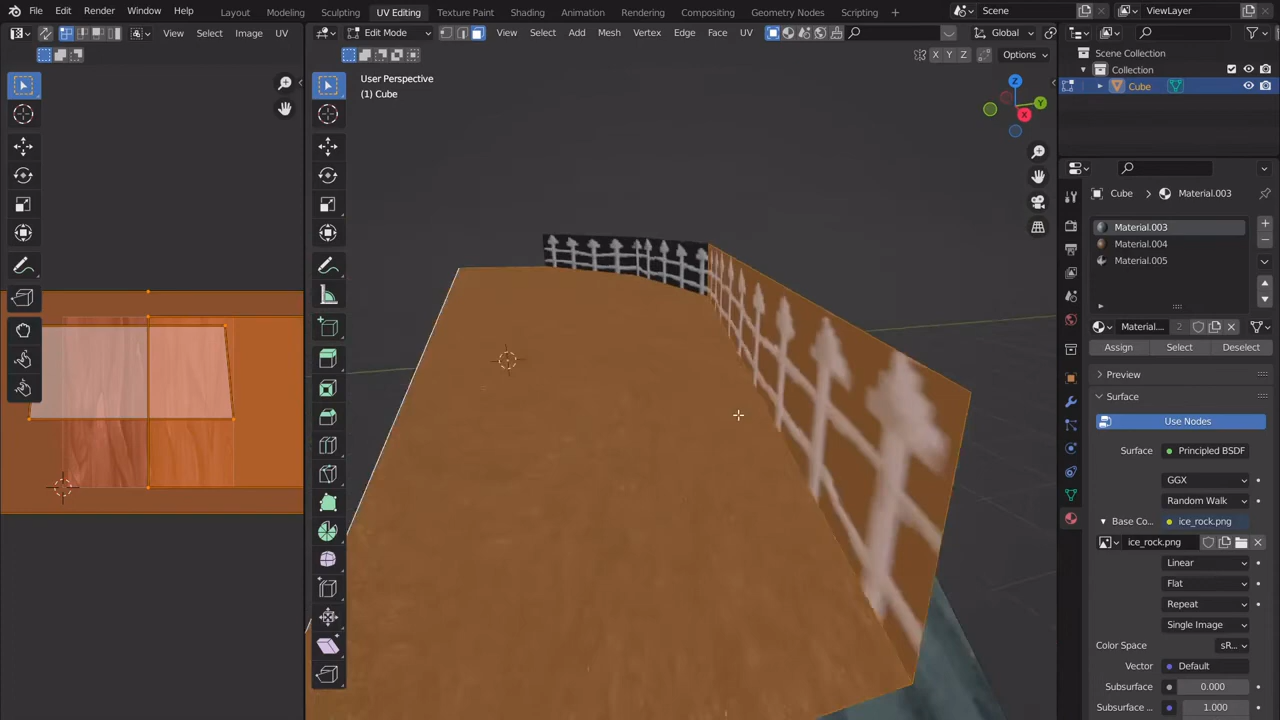 File Edit Render Window Help Layout Modeling Sculpting UV Editing Texture Paint Shading Animation Rendering Compositing Geometry Nodes Scripting + Scene ViewLayer
View Select Image UV Edit Mode View Select Add Mesh Vertex Edge Face UV Global
X Y Z Options
User Perspective
(1) Cube
Z
Y
X
Scene Collection
Collection
Cube
Cube Material.003
Material.003
Material.004
Material.005
Material... 2
Assign Select Deselect
Preview
Surface
Use Nodes
Surface: Principled BSDF
GGX
Random Walk
Base Co... ice_rock.png
ice_rock.png
Linear
Flat
Repeat
Single Image
Color Space sR...
Vector Default
Subsurface 0.000
Subsurface .. 1.000